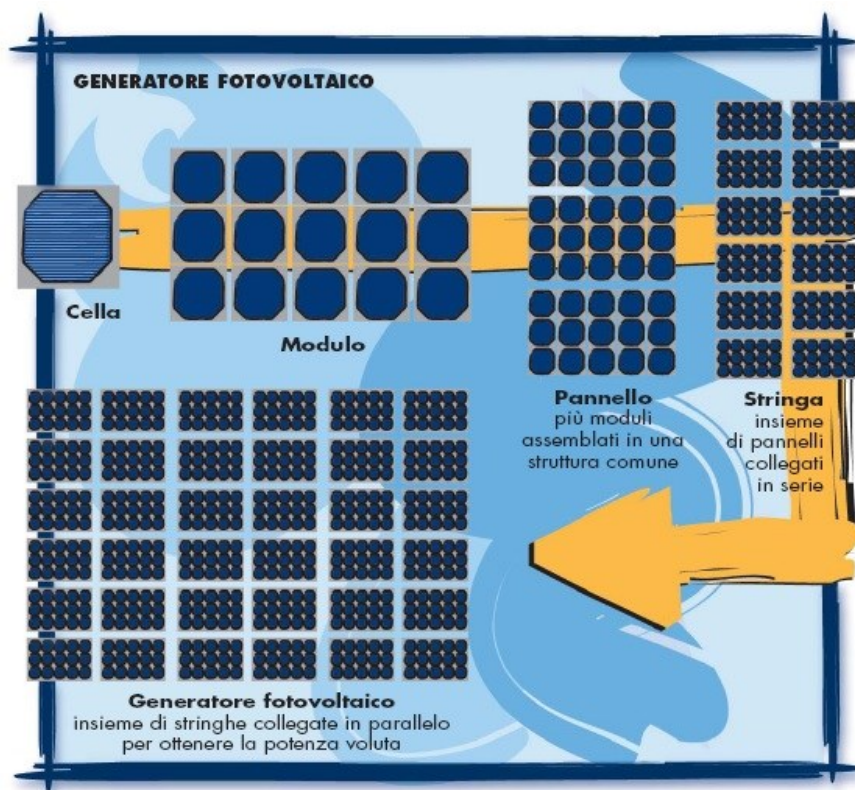 GENERATORE FOTOVOLTAICO
Cella
Modulo
Pannello
più moduli
assemblati in una
struttura comune
Stringa
insieme
di pannelli
collegati
in serie
Generatore fotovoltaico
insieme di stringhe collegate in parallelo
per ottenere la potenza voluta